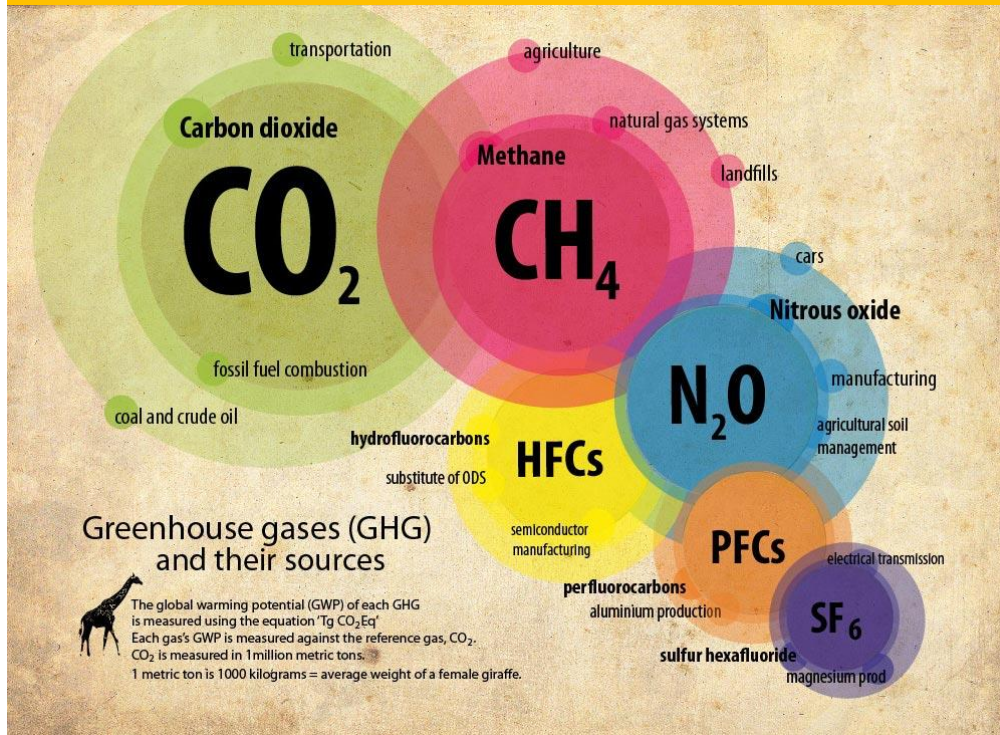 transportation
Carbon dioxide
CO2
fossil fuel combustion
coal and crude oil
agriculture
natural gas systems
Methane
landfills
CH4
cars
Nitrous oxide
N2O
manufacturing
agricultural soil
management
hydrofluorocarbons
HFCs
substitute of ODS
semiconductor
manufacturing
PFCs
perfluorocarbons
aluminium production
electrical transmission
SF6
sulfur hexafluoride
magnesium prod
Greenhouse gases (GHG)
and their sources
The global warming potential (GWP) of each GHG
is measured using the equation 'Tg CO2Eq'
Each gas's GWP is measured against the reference gas, CO2.
CO2 is measured in 1million metric tons.
1 metric ton is 1000 kilograms = average weight of a female giraffe.